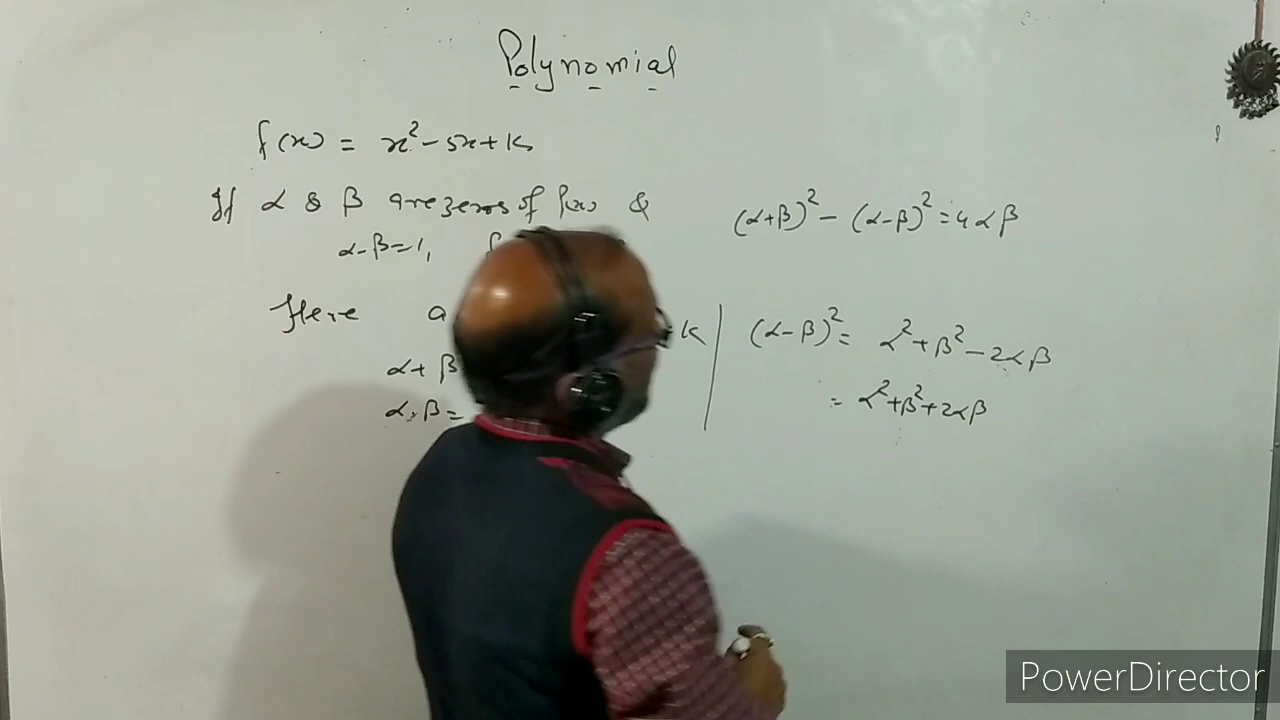 Polynomial
f(x) = x² - 5x + k
If α & β are zeros of f(x) &
α - β = 1, f
Here a
k
α + β
α . β =
(α+β)² - (α-β)² = 4αβ
(α-β)² = α² + β² - 2αβ
= α² + β² + 2αβ
PowerDirector